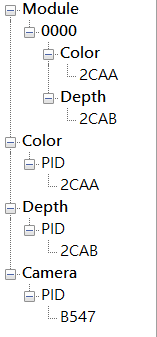 Module
0000
Color
2CAA
Depth
2CAB
Color
PID
2CAA
Depth
PID
2CAB
Camera
PID
B547